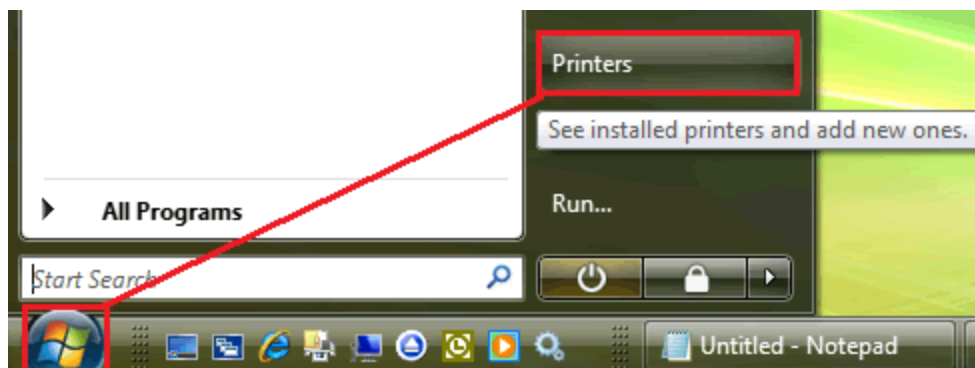 Printers
See installed printers and add new ones.
All Programs
Run...
Start Search
Untitled - Notepad